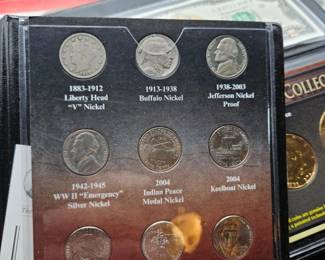 1883-1912
Liberty Head
"V" Nickel
1913-1938
Buffalo Nickel
1938-2003
Jefferson Nickel
Proof
1942-1945
WW II "Emergency"
Silver Nickel
2004
Indian Peace
Medal Nickel
2004
Keelboat Nickel
COLLEC